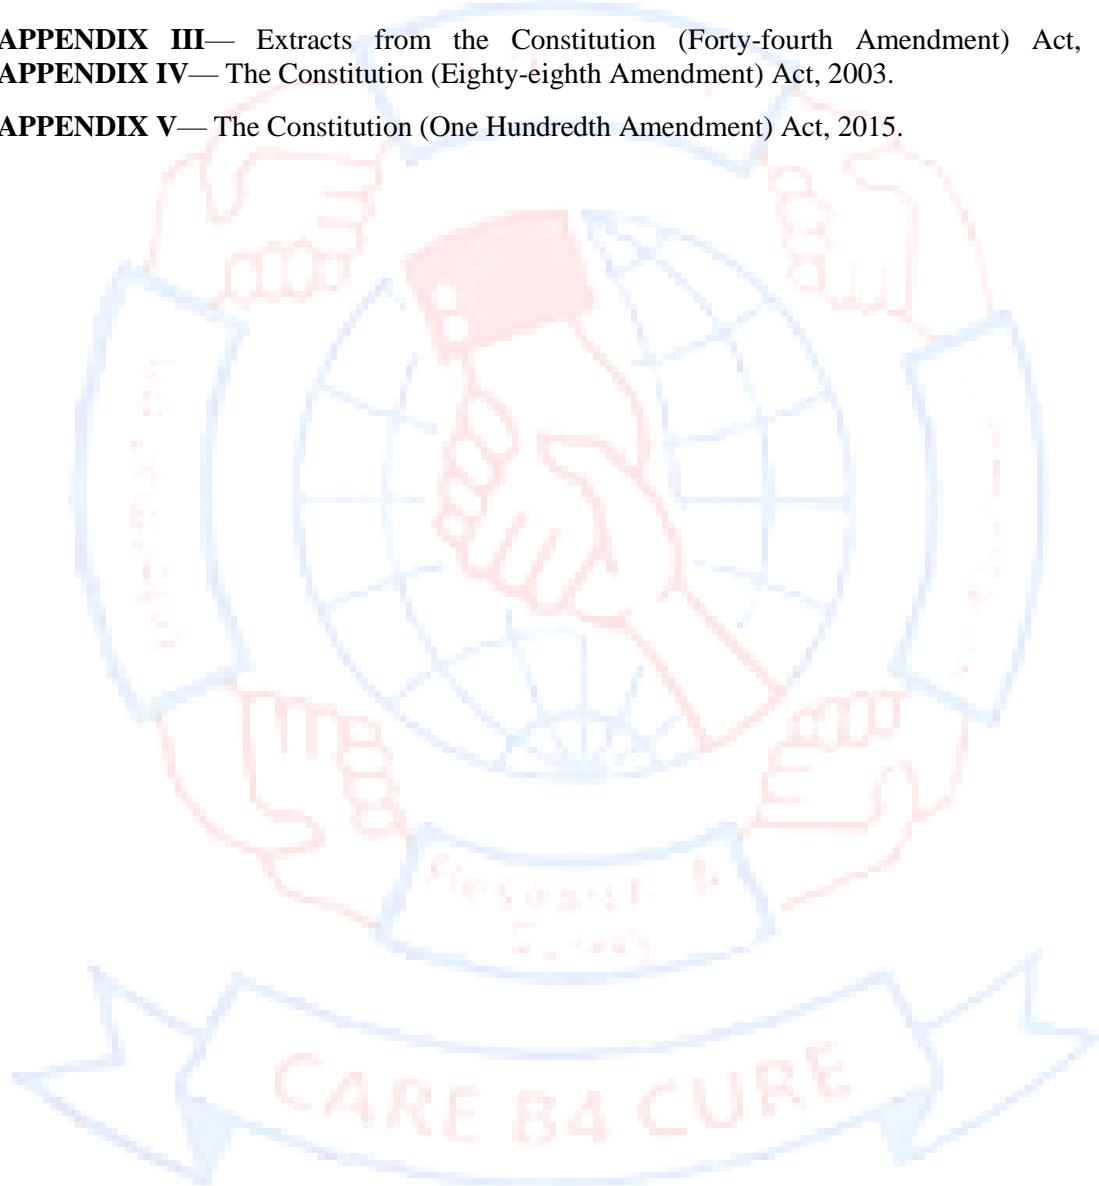 APPENDIX III— Extracts from the Constitution (Forty-fourth Amendment) Act,
APPENDIX IV— The Constitution (Eighty-eighth Amendment) Act, 2003.
APPENDIX V— The Constitution (One Hundredth Amendment) Act, 2015.
Research &
CARE B4 CURE